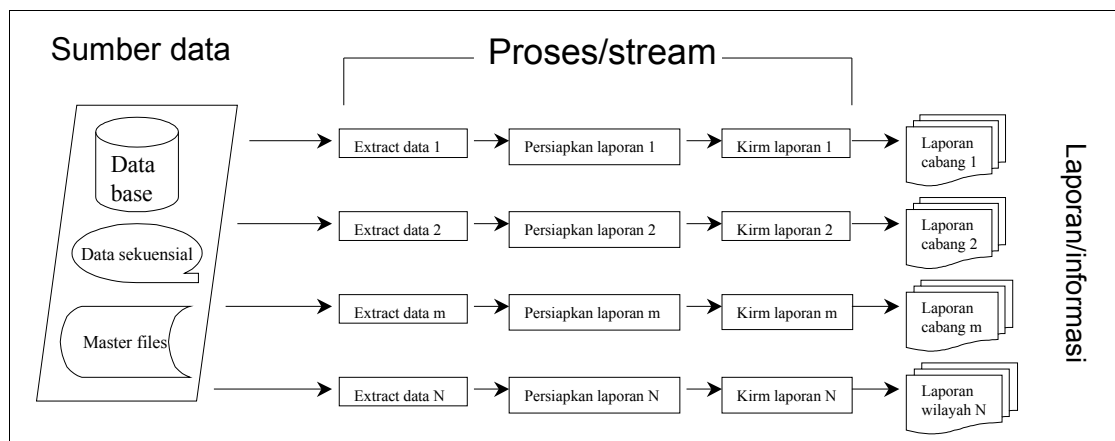 Sumber data
Proses/stream
Data
base
Data sekuensial
Master files
Extract data 1
Persiapkan laporan 1
Kirm laporan 1
Laporan
cabang 1
Extract data 2
Persiapkan laporan 2
Kirm laporan 2
Laporan
cabang 2
Extract data m
Persiapkan laporan m
Kirm laporan m
Laporan
cabang m
Extract data N
Persiapkan laporan N
Kirm laporan N
Laporan
wilayah N
Laporan/informasi